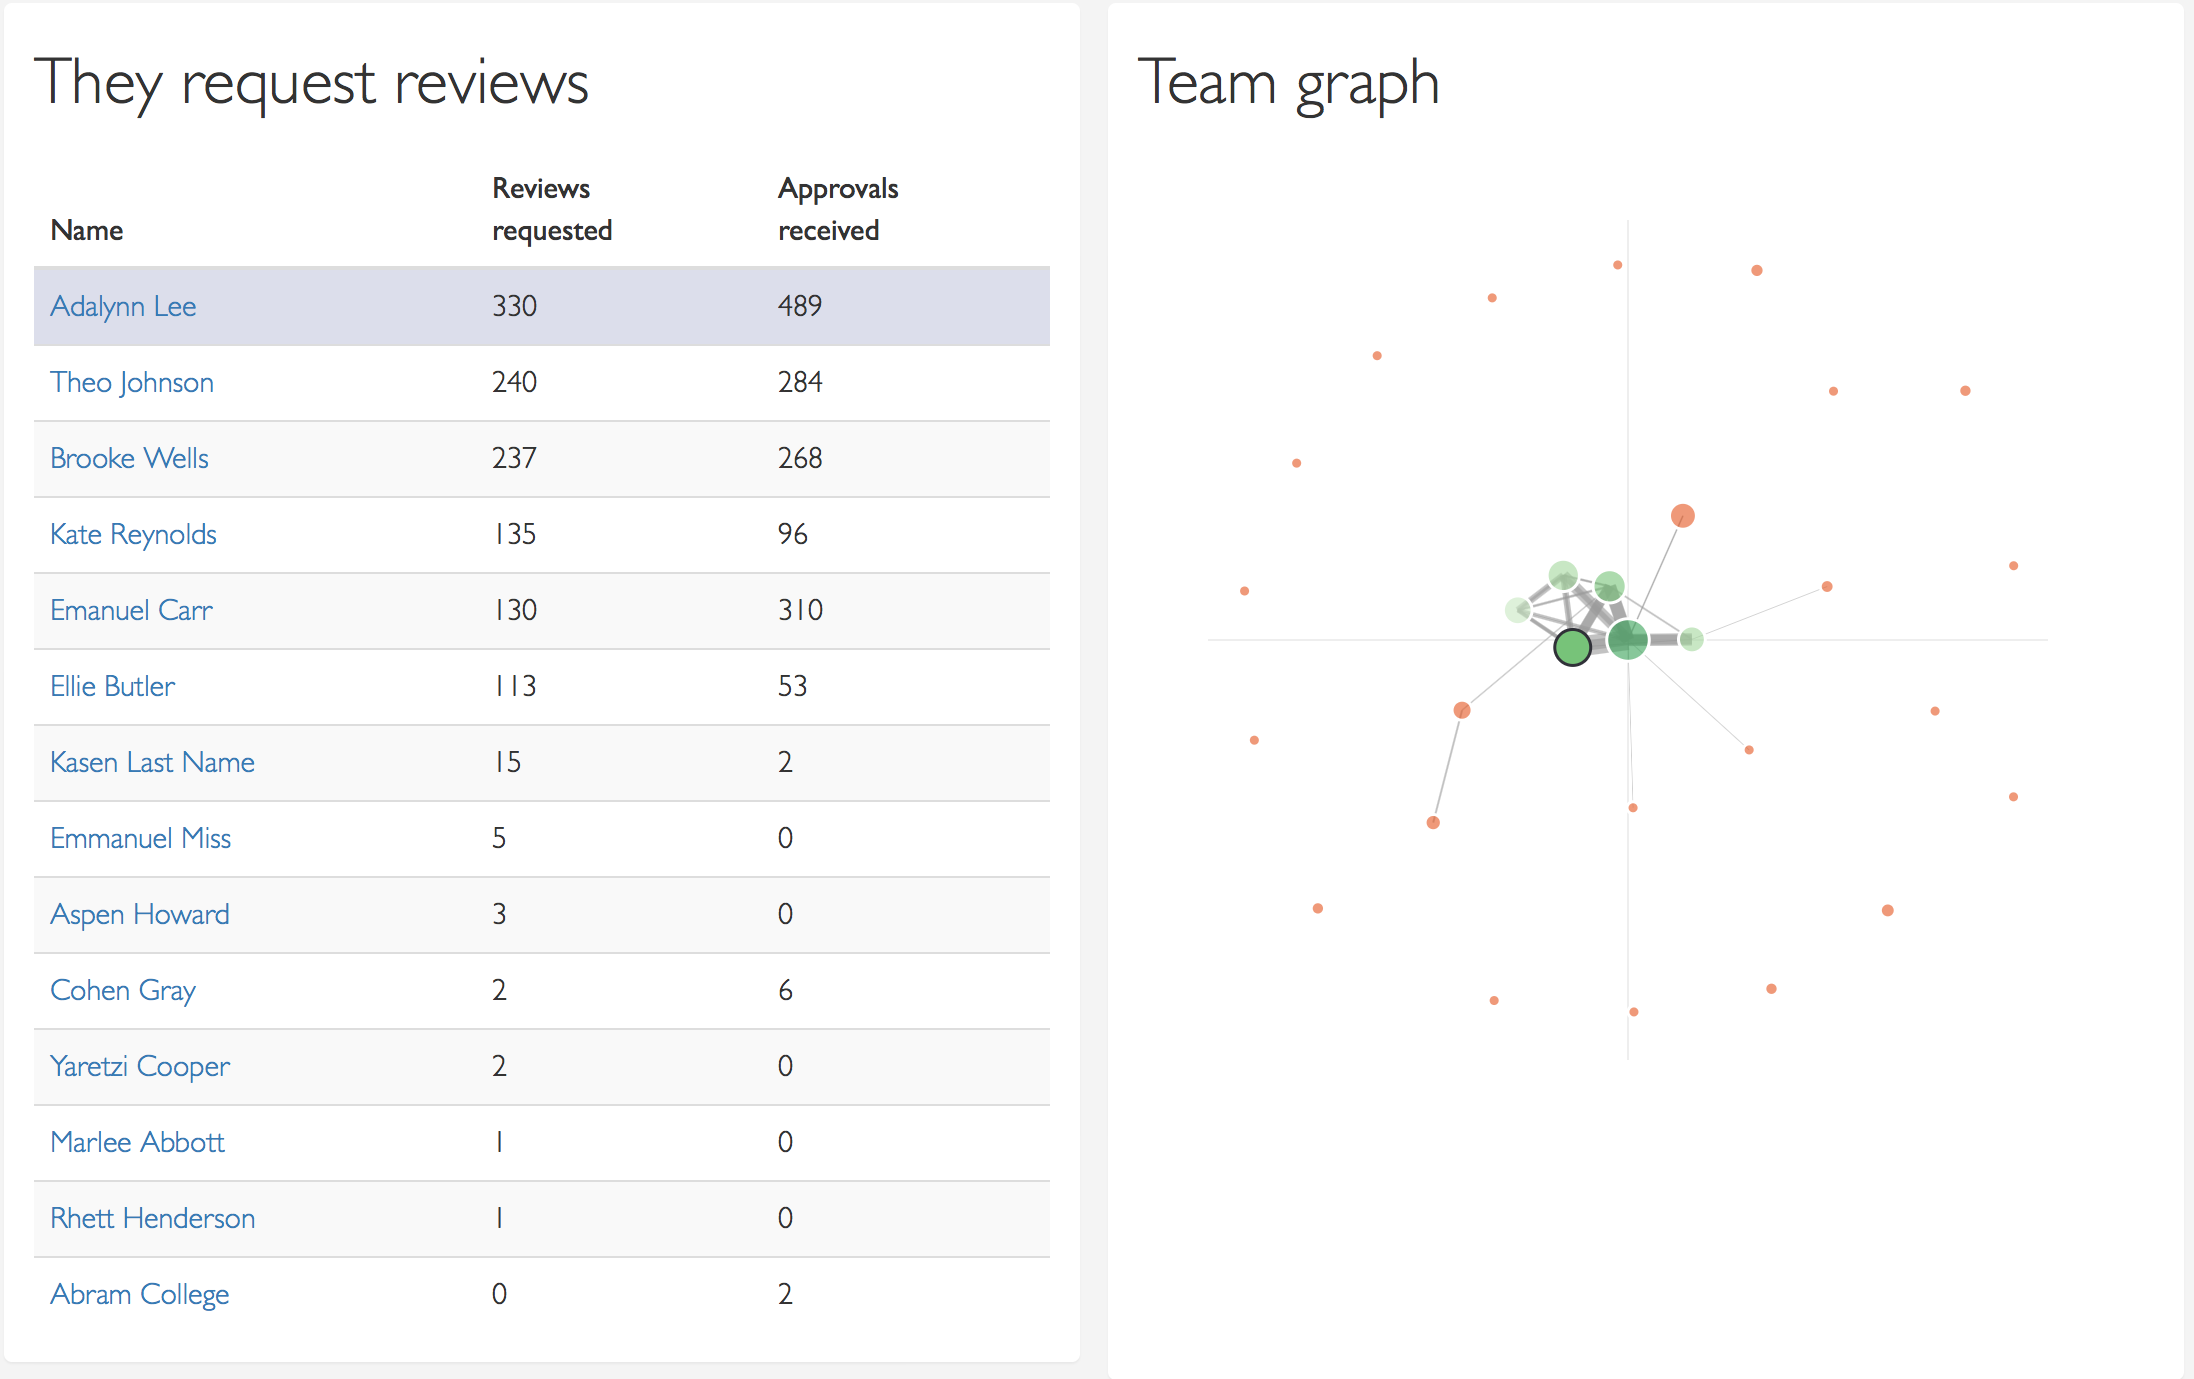 They request reviews
Name Reviews requested Approvals received
Adalynn Lee 330 489
Theo Johnson 240 284
Brooke Wells 237 268
Kate Reynolds 135 96
Emanuel Carr 130 310
Ellie Butler 113 53
Kasen Last Name 15 2
Emmanuel Miss 5 0
Aspen Howard 3 0
Cohen Gray 2 6
Yaretzi Cooper 2 0
Marlee Abbott 1 0
Rhett Henderson 1 0
Abram College 0 2
Team graph